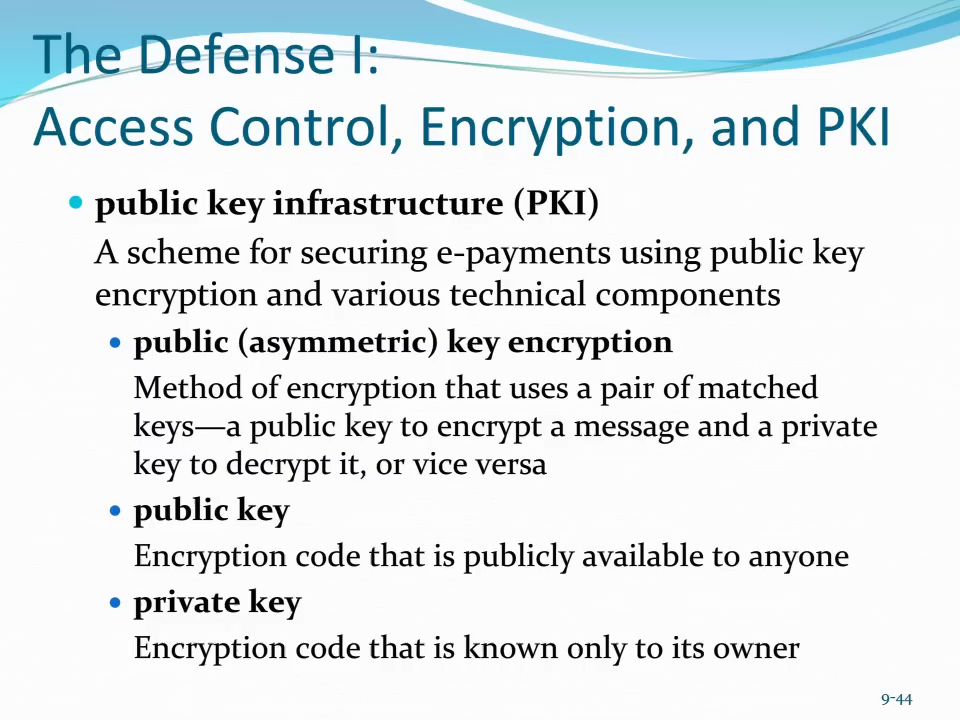 The Defense I:
Access Control, Encryption, and PKI
• public key infrastructure (PKI)
A scheme for securing e-payments using public key
encryption and various technical components
• public (asymmetric) key encryption
Method of encryption that uses a pair of matched
keys—a public key to encrypt a message and a private
key to decrypt it, or vice versa
• public key
Encryption code that is publicly available to anyone
• private key
Encryption code that is known only to its owner
9-44